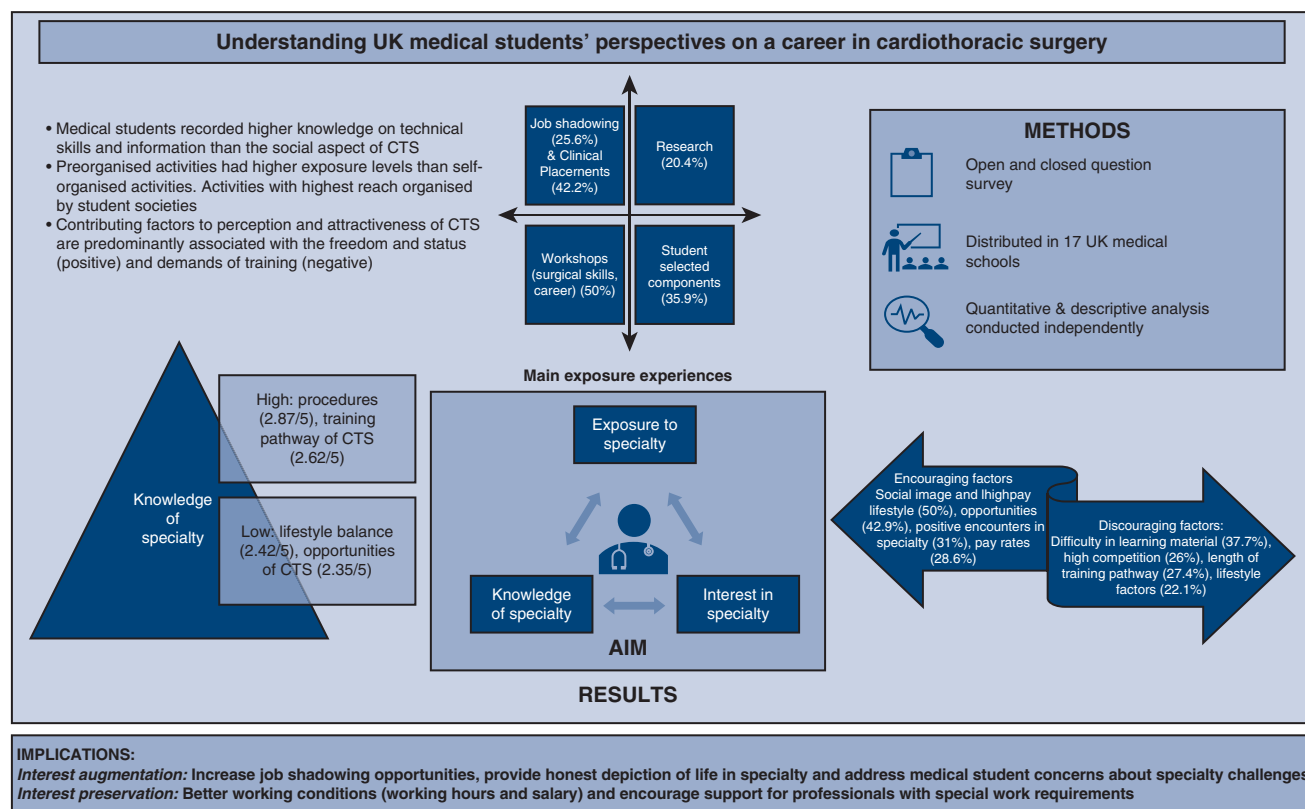 Understanding UK medical students’ perspectives on a career in cardiothoracic surgery
• Medical students recorded higher knowledge on technical
skills and information than the social aspect of CTS
• Preorganised activities had higher exposure levels than self-
organised activities. Activities with highest reach organised
by student societies
• Contributing factors to perception and attractiveness of CTS
are predominantly associated with the freedom and status
(positive) and demands of training (negative)
Job shadowing
(25.6%)
& Clinical
Placements
(42.2%)
Research
(20.4%)
Workshops
(surgical skills,
career) (50%)
Student
selected
components
(35.9%)
Main exposure experiences
METHODS
Open and closed question
survey
Distributed in 17 UK medical
schools
Quantitative & descriptive analysis
conducted independently
Knowledge
of
specialty
High: procedures
(2.87/5), training
pathway of CTS
(2.62/5)
Low: lifestyle balance
(2.42/5), opportunities
of CTS (2.35/5)
Exposure to
specialty
Knowledge
of specialty
Interest in
specialty
AIM
RESULTS
Encouraging factors
Social image and lhighpay
lifestyle (50%), opportunities
(42.9%), positive encounters in
specialty (31%), pay rates
(28.6%)
Discouraging factors:
Difficulty in learning material (37.7%),
high competition (26%), length of
training pathway (27.4%), lifestyle
factors (22.1%)
IMPLICATIONS:
Interest augmentation: Increase job shadowing opportunities, provide honest depiction of life in specialty and address medical student concerns about specialty challenges
Interest preservation: Better working conditions (working hours and salary) and encourage support for professionals with special work requirements